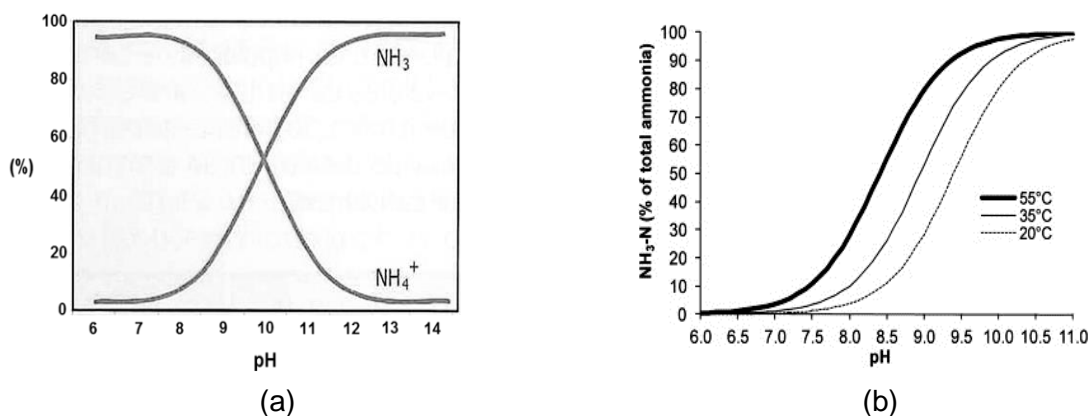 100
80
60
(%)
40
20
0
NH3
NH4+
6 7 8 9 10 11 12 13 14
pH
(a)
NH3-N (% of total ammonia)
100
90
80
70
60
50
40
30
20
10
0
55°C
35°C
20°C
6.0 6.5 7.0 7.5 8.0 8.5 9.0 9.5 10.0 10.5 11.0
pH
(b)